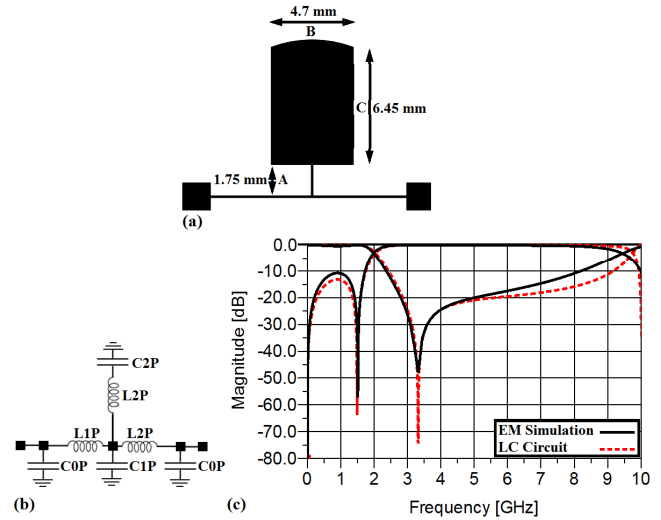 4.7 mm
B
C 6.45 mm
1.75 mm A
(a)
C2P
L2P
L1P L2P
C0P C1P C0P
(b)
0.0
-10.0
-20.0
-30.0
-40.0
-50.0
-60.0
-70.0
-80.0
Magnitude [dB]
EM Simulation
LC Circuit
0 1 2 3 4 5 6 7 8 9 10
Frequency [GHz]
(c)